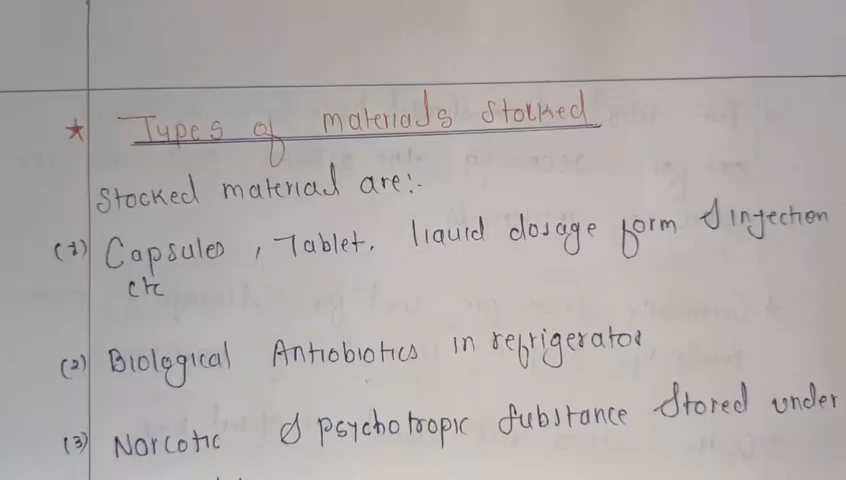 ★ Types of materials stocked
Stocked material are:-
(1) Capsules, Tablet, liquid dosage form & injection
etc
(2) Biological Antiobiotics in refrigerator
(3) Norcotic & psychotropic substance stored under